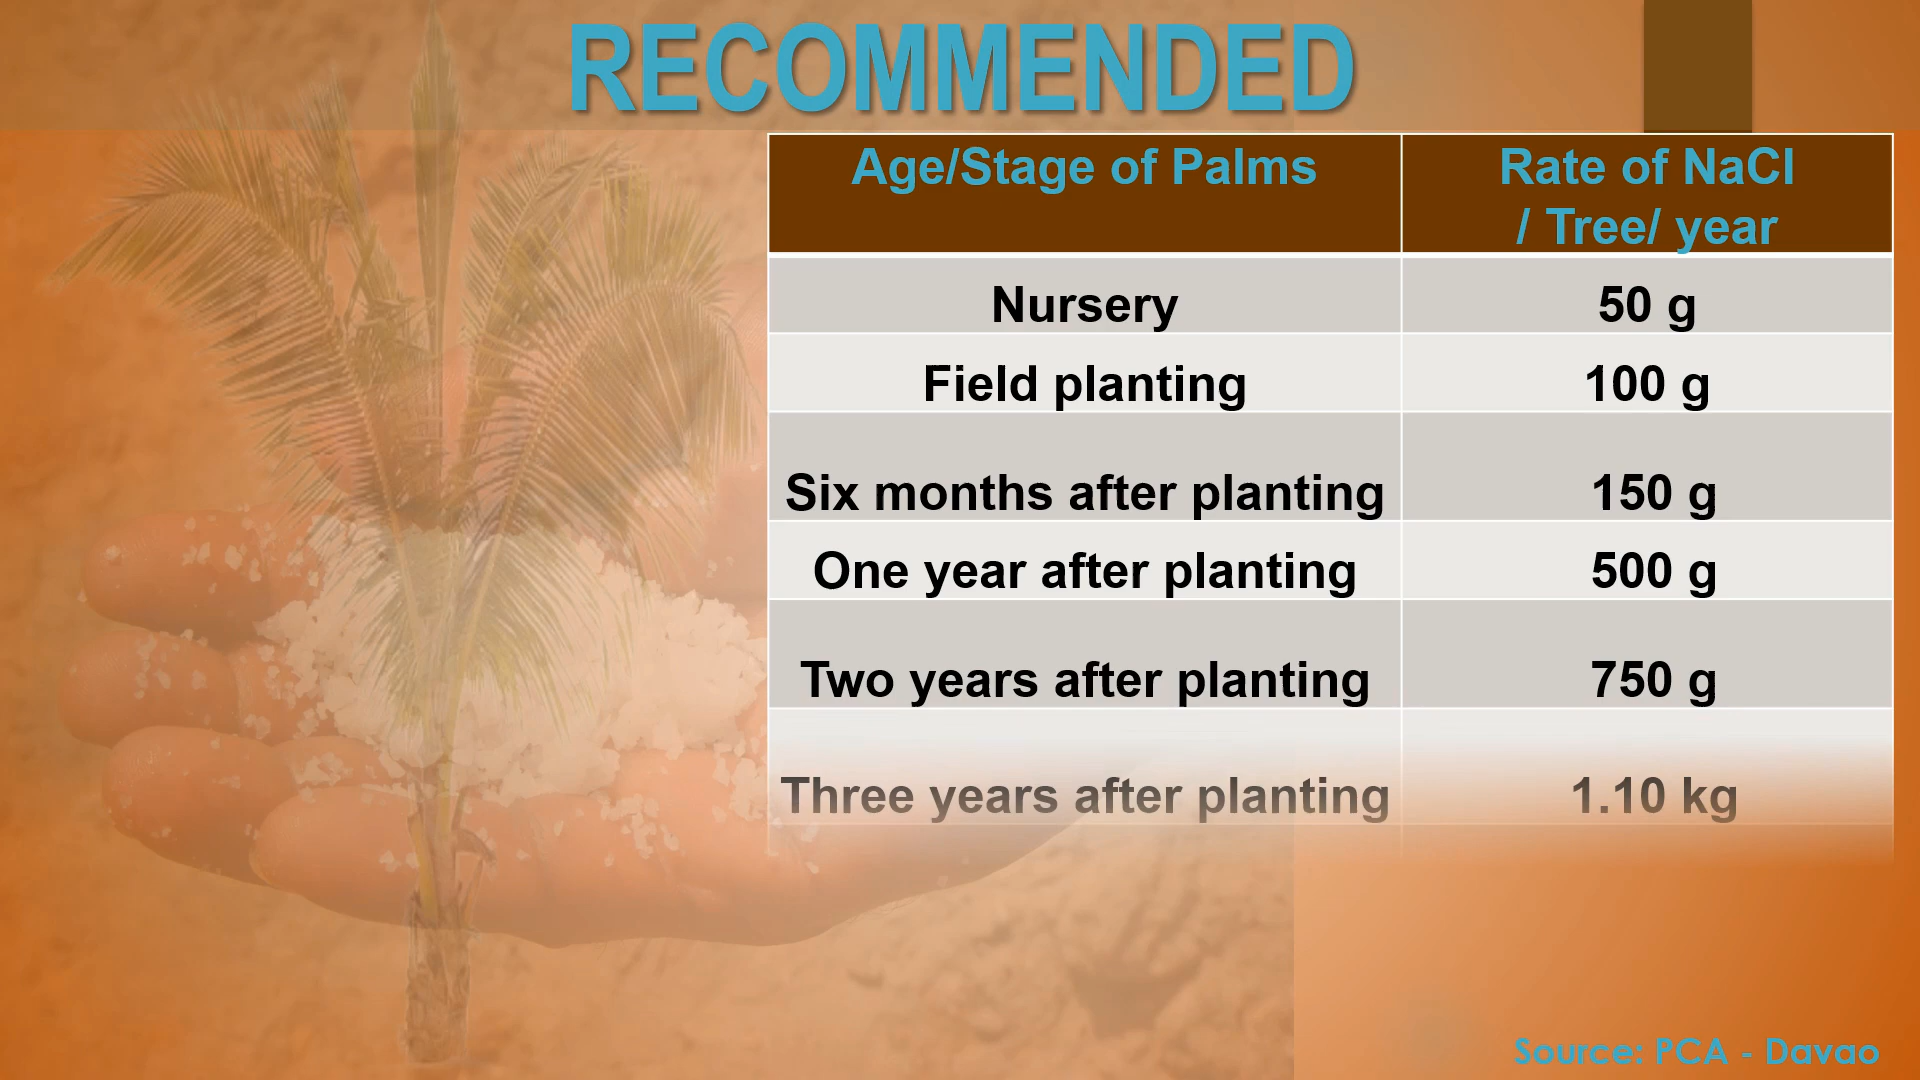 RECOMMENDED
Age/Stage of Palms
Rate of NaCl
/ Tree/ year
Nursery
50 g
Field planting
100 g
Six months after planting
150 g
One year after planting
500 g
Two years after planting
750 g
Three years after planting
1.10 kg
Source: PCA - Davao